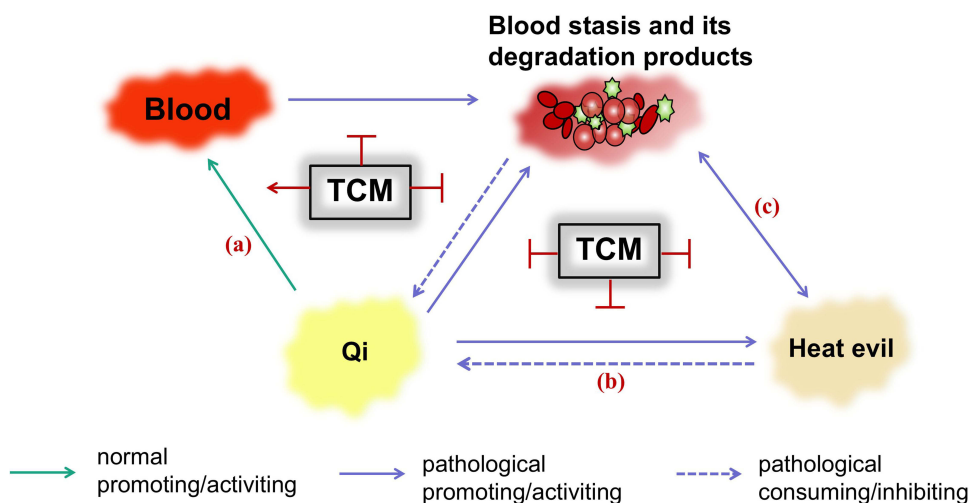 Blood stasis and its
degradation products
Blood
TCM
(a)
(c)
TCM
Qi
Heat evil
(b)
normal
promoting/activiting
pathological
promoting/activiting
pathological
consuming/inhibiting